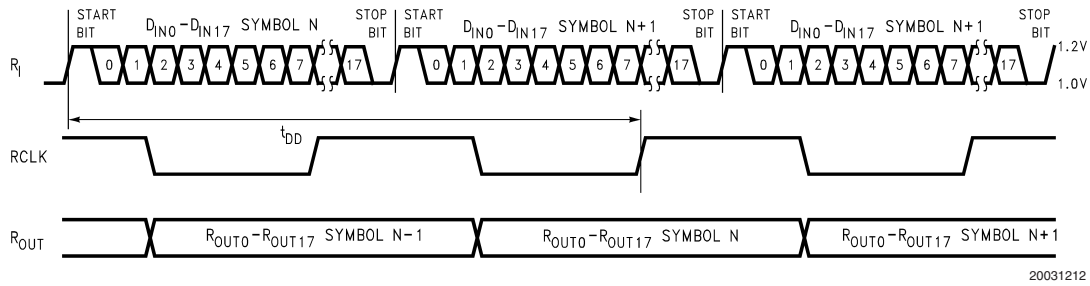 START BIT D_IN0-D_IN17 SYMBOL N STOP BIT START BIT D_IN0-D_IN17 SYMBOL N+1 STOP BIT START BIT D_IN0-D_IN17 SYMBOL N+1 STOP BIT
R_I 0 1 2 3 4 5 6 7 17 0 1 2 3 4 5 6 7 17 0 1 2 3 4 5 6 7 17 1.2V
1.0V
t_DD
RCLK
R_OUT R_OUT0-R_OUT17 SYMBOL N-1 R_OUT0-R_OUT17 SYMBOL N R_OUT0-R_OUT17 SYMBOL N+1
20031212